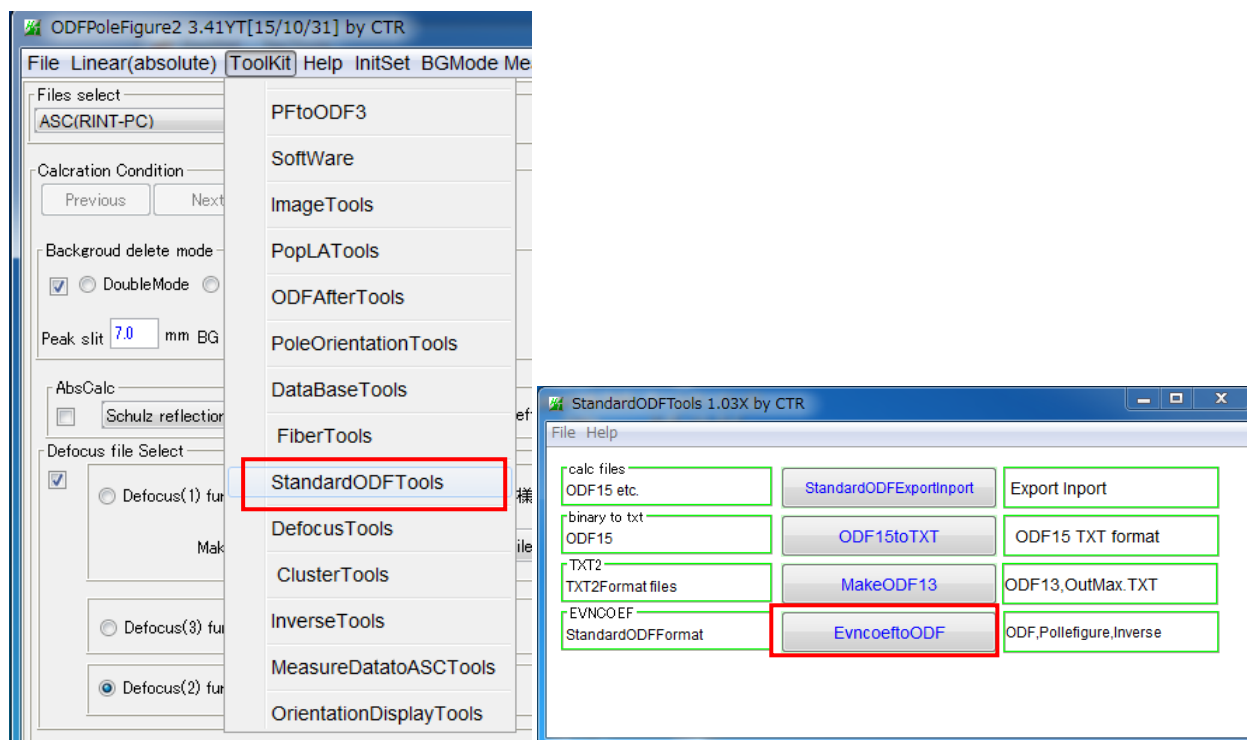 ODFPoleFigure2 3.41YT[15/10/31] by CTR
File Linear(absolute) ToolKit Help InitSet BGMode Me
Files select
ASC(RINT-PC)
Calcration Condition
Previous Next
Backgroud delete mode
DoubleMode
Peak slit 7.0 mm BG
AbsCalc
Schulz reflection
Defocus file Select
Defocus(1) fun
様
Mak
ile
Defocus(3) fun
Defocus(2) fun
PFtoODF3
SoftWare
ImageTools
PopLATools
ODFAfterTools
PoleOrientationTools
DataBaseTools
FiberTools
StandardODFTools
DefocusTools
ClusterTools
InverseTools
MeasureDatatoASCTools
OrientationDisplayTools
StandardODFTools 1.03X by CTR
File Help
calc files
ODF15 etc. StandardODFExportInport Export Inport
binary to txt
ODF15 ODF15toTXT ODF15 TXT format
TXT2
TXT2Format files MakeODF13 ODF13,OutMax.TXT
EVNCOEF
StandardODFFormat EvncoeftoODF ODF,Pollefigure,Inverse